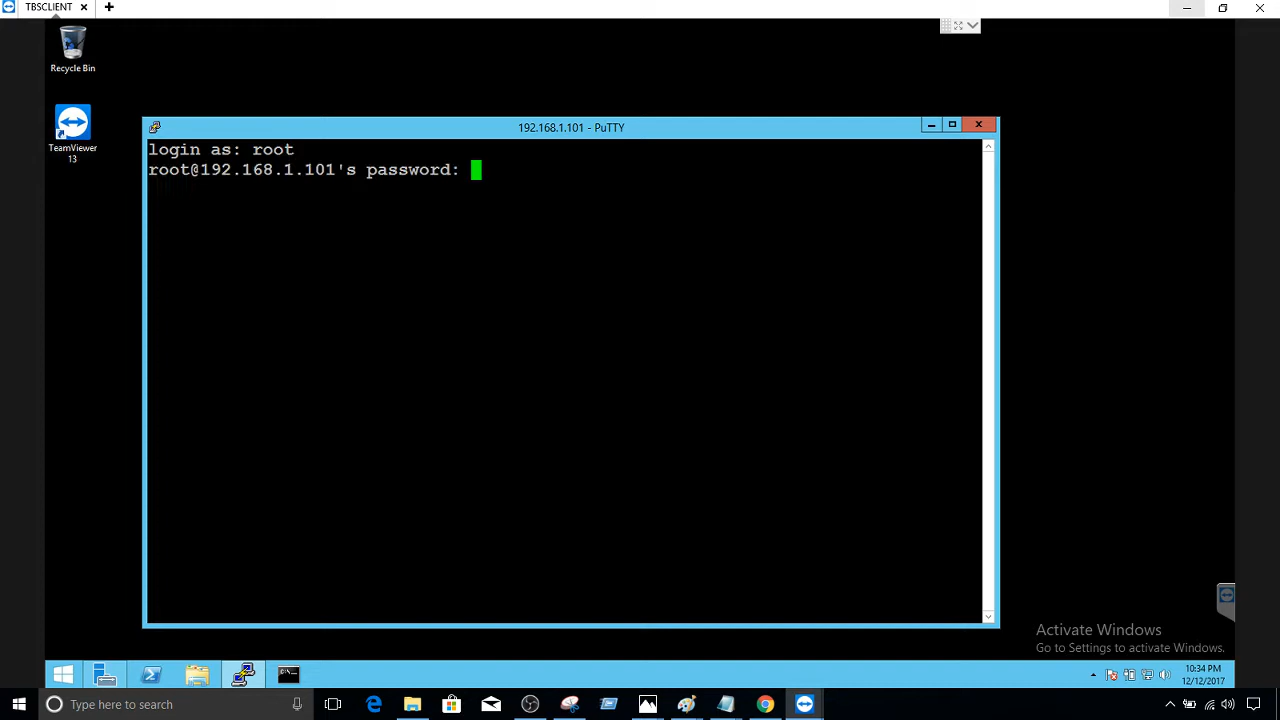 TBSCLIENT
Recycle Bin
TeamViewer
13
192.168.1.101 - PuTTY
login as: root
root@192.168.1.101's password:
Activate Windows
Go to Settings to activate Windows.
10:34 PM
12/12/2017
Type here to search